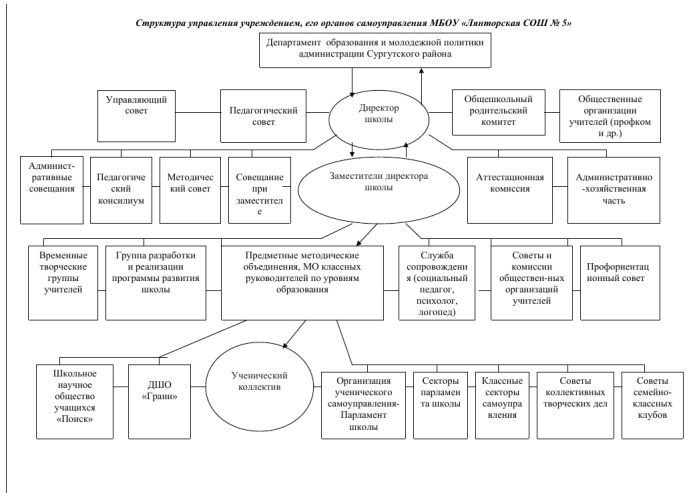 Структура управления учреждением, его органов самоуправления МБОУ «Лянторская СОШ № 5»
Департамент образования и молодежной политики
администрации Сургутского района
Управляющий
совет
Педагогический
совет
Директор
школы
Общешкольный
родительский
комитет
Общественные
организации
учителей (профком
и др.)
Админист-
ративные
совещания
Педагогиче
ский
консилиум
Методичес
кий совет
Совещание
при
заместител
е
Заместители директора
школы
Аттестационная
комиссия
Административно
-хозяйственная
часть
Временные
творческие
группы
учителей
Группа разработки
и реализации
программы развития
школы
Предметные методические
объединения, МО классных
руководителей по уровням
образования
Служба
сопровожден
ия (социальный
педагог,
психолог,
логопед)
Советы и
комиссии
обществен-ных
организаций
учителей
Профориентац
ионный совет
Школьное
научное
общество
учащихся
«Поиск»
ДШО
«Грани»
Ученический
коллектив
Организация
ученического
самоуправления-
Парламент
школы
Секторы
парламен
та школы
Классные
секторы
самоупра
вления
Советы
коллективных
творческих дел
Советы
семейно-
классных
клубов